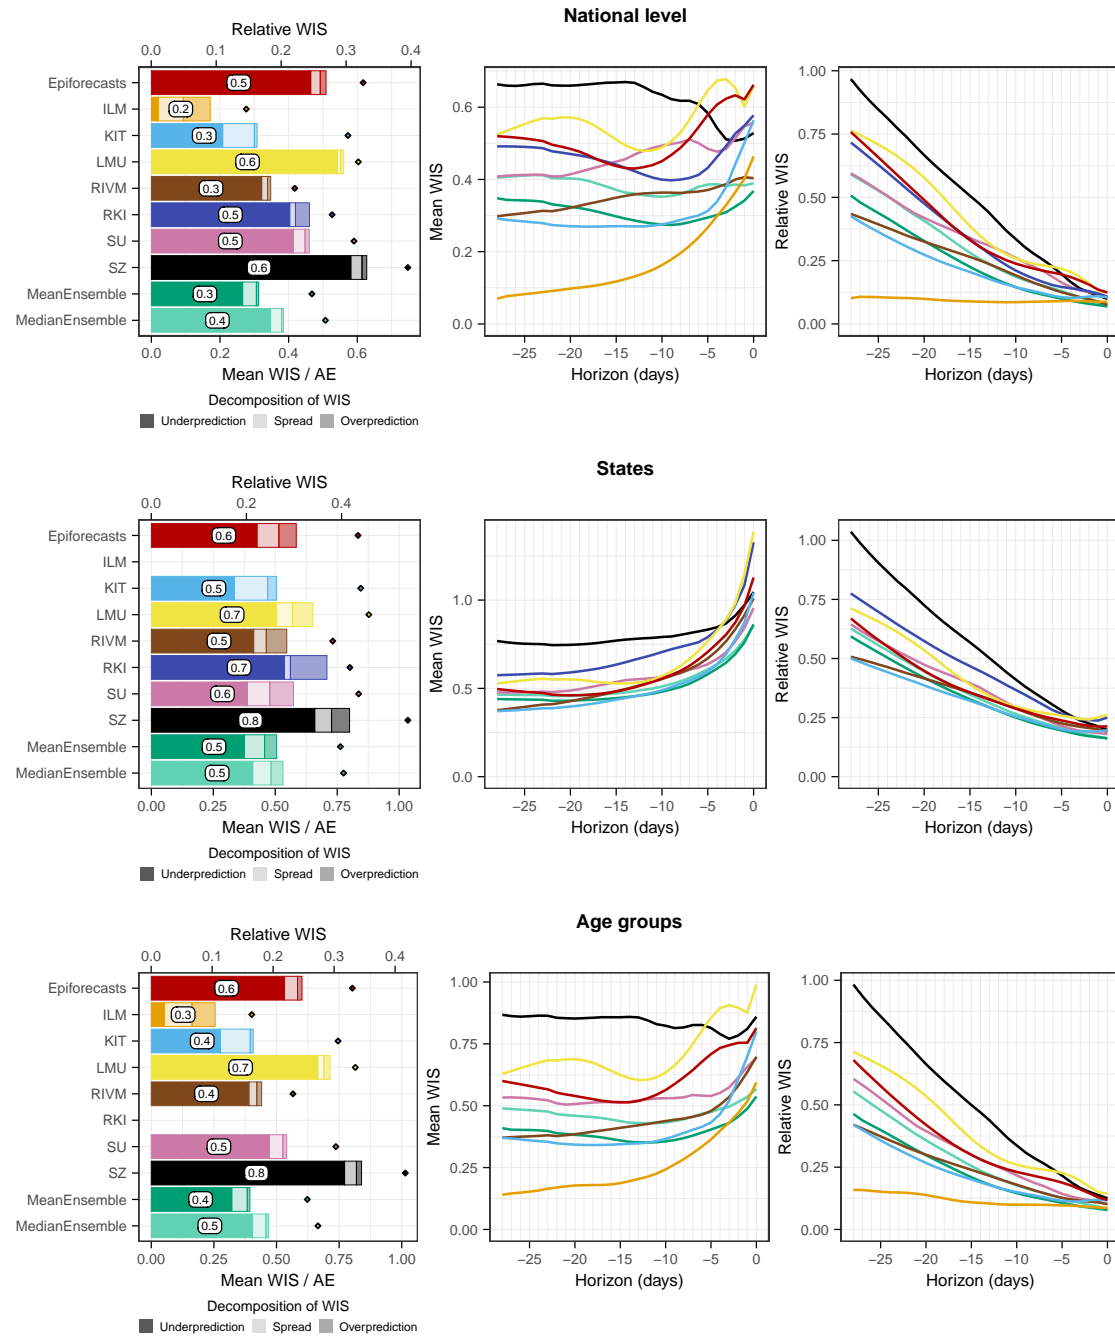 National level
Relative WIS
0.0 0.1 0.2 0.3 0.4
Epiforecasts 0.5
ILM 0.2
KIT 0.3
LMU 0.6
RIVM 0.3
RKI 0.5
SU 0.5
SZ 0.6
MeanEnsemble 0.3
MedianEnsemble 0.4
0.0 0.2 0.4 0.6
Mean WIS / AE
Decomposition of WIS
Underprediction Spread Overprediction
Mean WIS
0.6
0.4
0.2
0.0
−25 −20 −15 −10 −5 0
Horizon (days)
Relative WIS
1.00
0.75
0.50
0.25
0.00
−25 −20 −15 −10 −5 0
Horizon (days)
States
Relative WIS
0.0 0.2 0.4
Epiforecasts 0.6
ILM
KIT 0.5
LMU 0.7
RIVM 0.5
RKI 0.7
SU 0.6
SZ 0.8
MeanEnsemble 0.5
MedianEnsemble 0.5
0.00 0.25 0.50 0.75 1.00
Mean WIS / AE
Decomposition of WIS
Underprediction Spread Overprediction
Mean WIS
1.0
0.5
0.0
−25 −20 −15 −10 −5 0
Horizon (days)
Relative WIS
1.00
0.75
0.50
0.25
0.00
−25 −20 −15 −10 −5 0
Horizon (days)
Age groups
Relative WIS
0.0 0.1 0.2 0.3 0.4
Epiforecasts 0.6
ILM 0.3
KIT 0.4
LMU 0.7
RIVM 0.4
RKI
SU 0.5
SZ 0.8
MeanEnsemble 0.4
MedianEnsemble 0.5
0.00 0.25 0.50 0.75 1.00
Mean WIS / AE
Decomposition of WIS
Underprediction Spread Overprediction
Mean WIS
1.00
0.75
0.50
0.25
0.00
−25 −20 −15 −10 −5 0
Horizon (days)
Relative WIS
1.00
0.75
0.50
0.25
0.00
−25 −20 −15 −10 −5 0
Horizon (days)